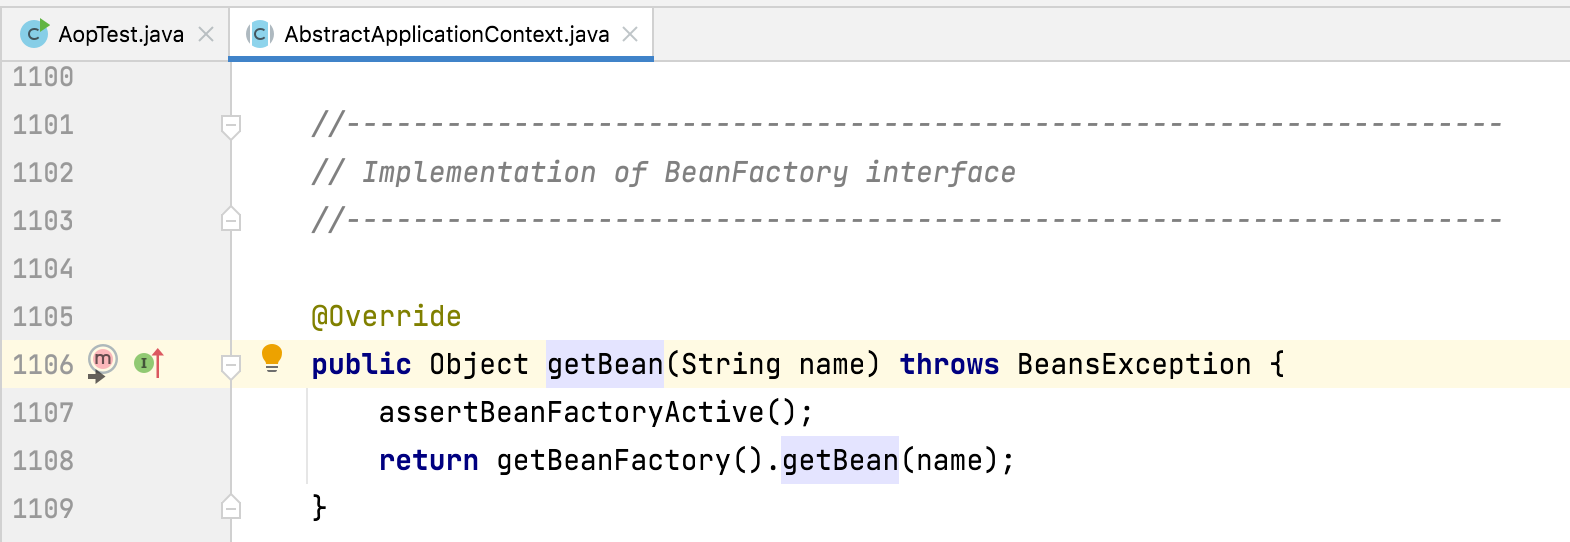 AopTest.java AbstractApplicationContext.java
1100
1101 //----------------------------------------------------------------------
1102 // Implementation of BeanFactory interface
1103 //----------------------------------------------------------------------
1104
1105 @Override
1106 public Object getBean(String name) throws BeansException {
1107 assertBeanFactoryActive();
1108 return getBeanFactory().getBean(name);
1109 }